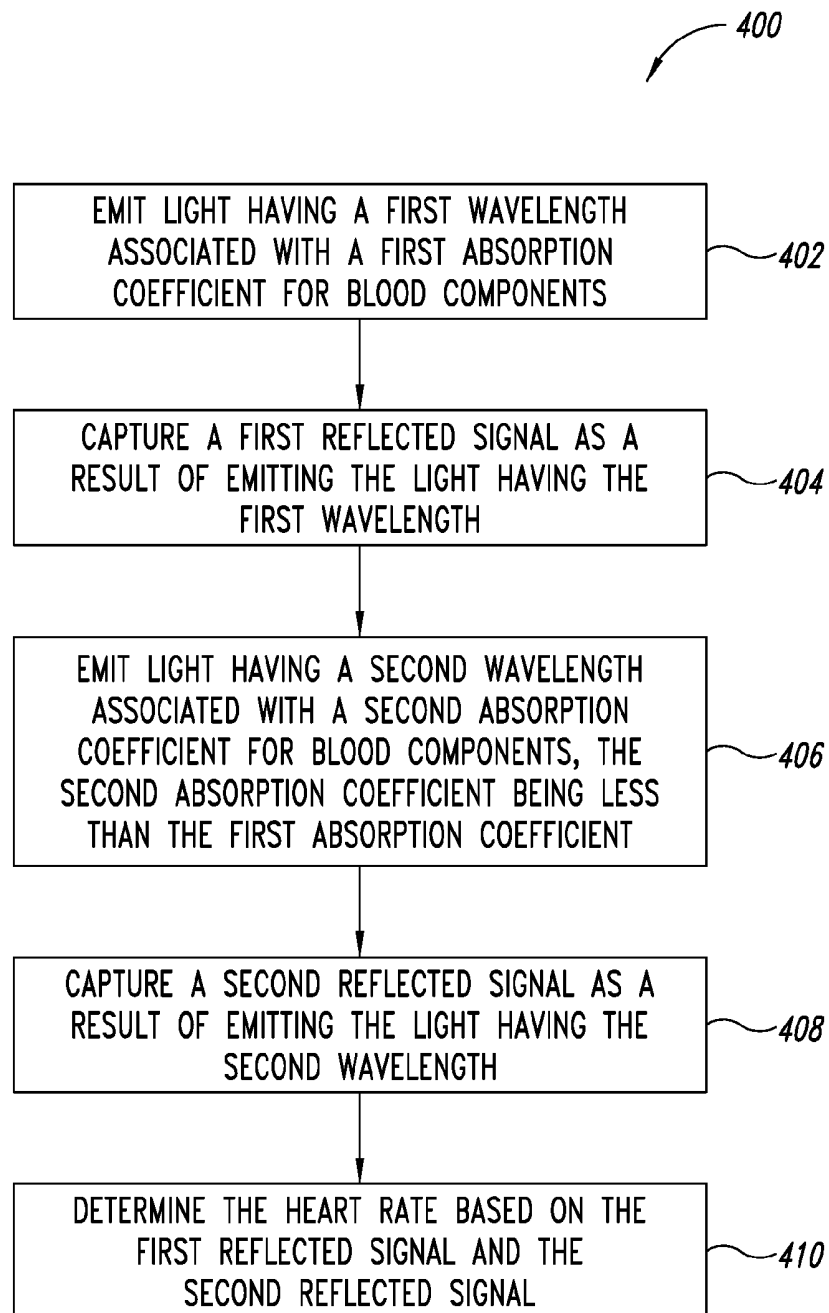 400
EMIT LIGHT HAVING A FIRST WAVELENGTH
ASSOCIATED WITH A FIRST ABSORPTION
COEFFICIENT FOR BLOOD COMPONENTS
402
CAPTURE A FIRST REFLECTED SIGNAL AS A
RESULT OF EMITTING THE LIGHT HAVING THE
FIRST WAVELENGTH
404
EMIT LIGHT HAVING A SECOND WAVELENGTH
ASSOCIATED WITH A SECOND ABSORPTION
COEFFICIENT FOR BLOOD COMPONENTS, THE
SECOND ABSORPTION COEFFICIENT BEING LESS
THAN THE FIRST ABSORPTION COEFFICIENT
406
CAPTURE A SECOND REFLECTED SIGNAL AS A
RESULT OF EMITTING THE LIGHT HAVING THE
SECOND WAVELENGTH
408
DETERMINE THE HEART RATE BASED ON THE
FIRST REFLECTED SIGNAL AND THE
SECOND REFLECTED SIGNAL
410